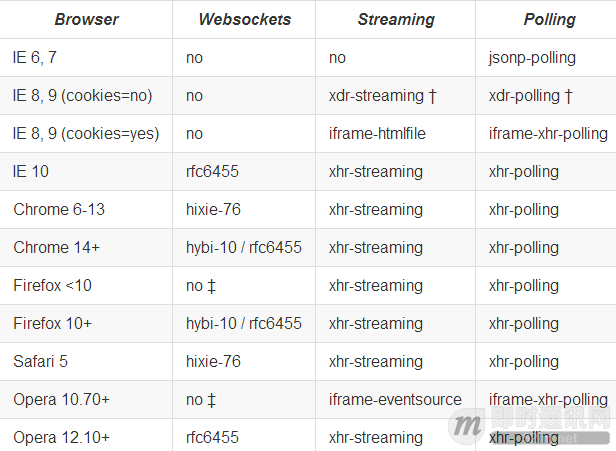 Browser Websockets Streaming Polling
IE 6, 7 no no jsonp-polling
IE 8, 9 (cookies=no) no xdr-streaming † xdr-polling †
IE 8, 9 (cookies=yes) no iframe-htmlfile iframe-xhr-polling
IE 10 rfc6455 xhr-streaming xhr-polling
Chrome 6-13 hixie-76 xhr-streaming xhr-polling
Chrome 14+ hybi-10 / rfc6455 xhr-streaming xhr-polling
Firefox <10 no ‡ xhr-streaming xhr-polling
Firefox 10+ hybi-10 / rfc6455 xhr-streaming xhr-polling
Safari 5 hixie-76 xhr-streaming xhr-polling
Opera 10.70+ no ‡ iframe-eventsource iframe-xhr-polling
即时通讯网
Opera 12.10+ rfc6455 xhr-streaming xhr-polling